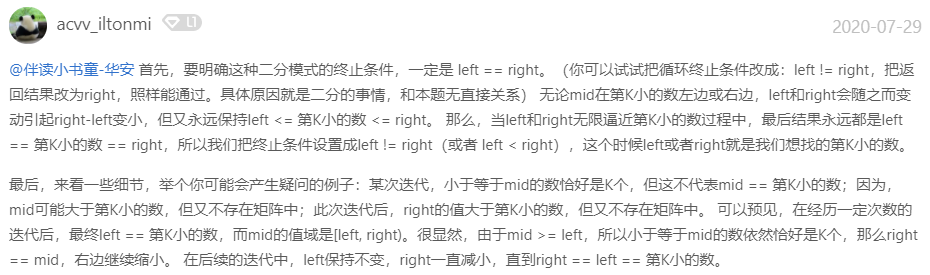 acvv_iltonmi L1
2020-07-29
@伴读小书童-华安 首先，要明确这种二分模式的终止条件，一定是 left == right。（你可以试试把循环终止条件改成：left != right，把返
回结果改为right，照样能通过。具体原因就是二分的事情，和本题无直接关系） 无论mid在第K小的数左边或右边，left和right会随之而变
动引起right-left变小，但又永远保持left <= 第K小的数 <= right。 那么，当left和right无限逼近第K小的数过程中，最后结果永远都是left
== 第K小的数 == right，所以我们把终止条件设置成left != right（或者 left < right）, 这个时候left或者right就是我们想找的第K小的数。
最后，来看一些细节，举个你可能会产生疑问的例子：某次迭代，小于等于mid的数恰好是K个，但这不代表mid == 第K小的数；因为，
mid可能大于第K小的数，但又不存在矩阵中；此次迭代后，right的值大于第K小的数，但又不存在矩阵中。 可以预见，在经历一定次数的
迭代后，最终left == 第K小的数，而mid的值域是[left, right)。很显然，由于mid >= left，所以小于等于mid的数依然恰好是K个，那么right
== mid，右边继续缩小。 在后续的迭代中，left保持不变，right一直减小，直到right == left == 第K小的数。